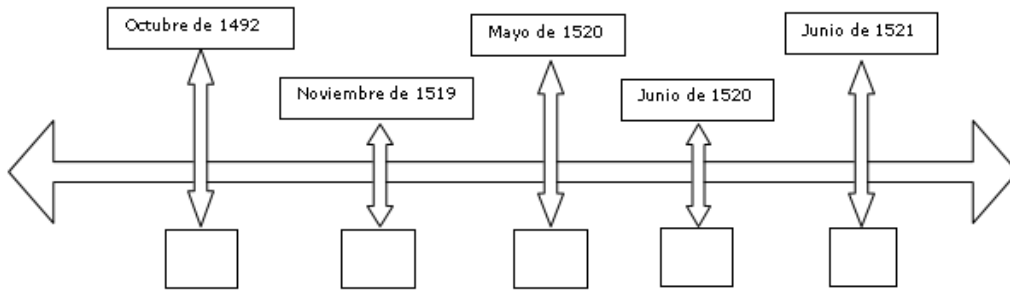 Octubre de 1492
Noviembre de 1519
Mayo de 1520
Junio de 1520
Junio de 1521